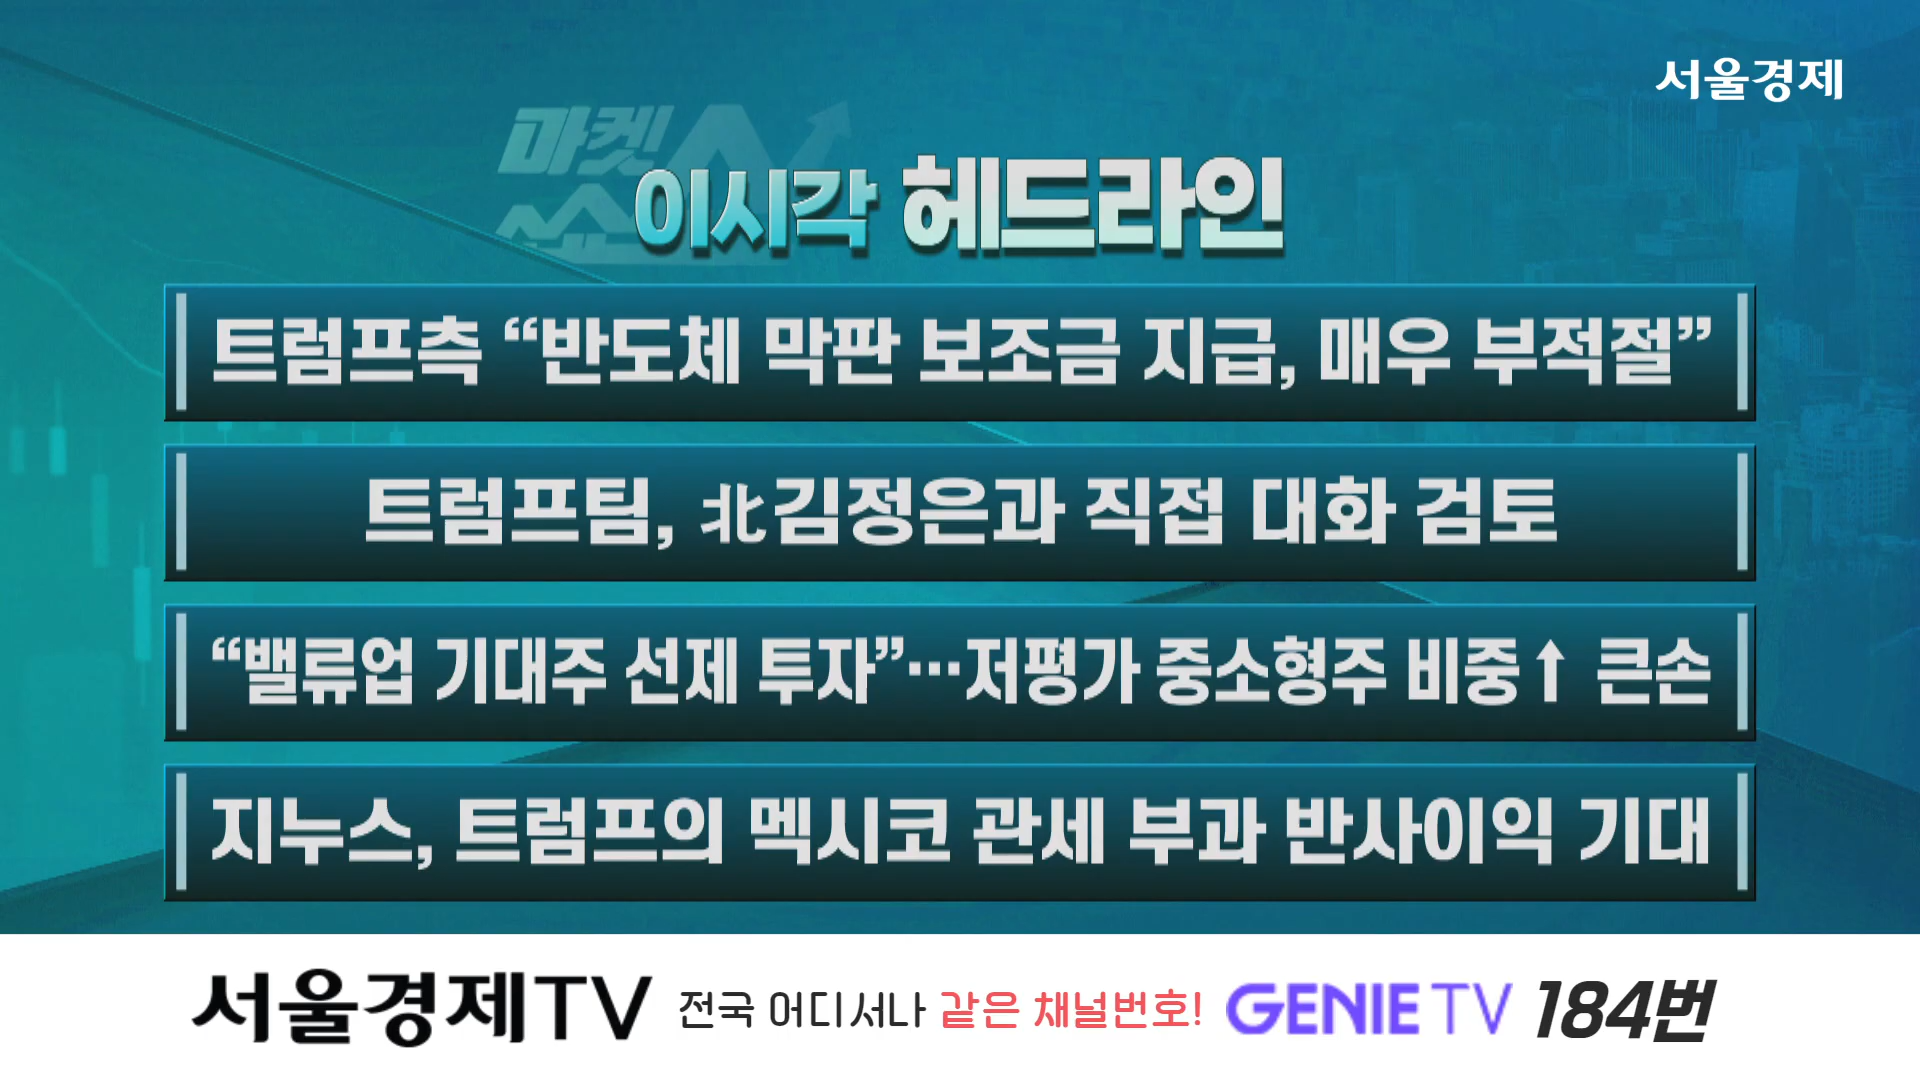 서울경제
마켓
이시각 헤드라인
트럼프측 “반도체 막판 보조금 지급, 매우 부적절”
트럼프팀, 北김정은과 직접 대화 검토
“밸류업 기대주 선제 투자”…저평가 중소형주 비중↑ 큰손
지누스, 트럼프의 멕시코 관세 부과 반사이익 기대
서울경제TV 전국 어디서나 같은 채널번호! GENIE TV 184번